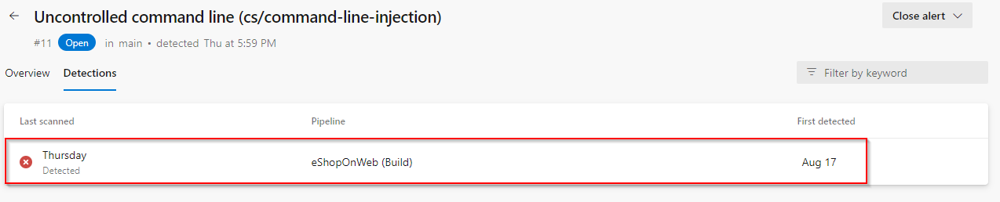 Uncontrolled command line (cs/command-line-injection)
Close alert
#11 Open in main • detected Thu at 5:59 PM
Overview Detections
Filter by keyword
Last scanned Pipeline First detected
Thursday
Detected
eShopOnWeb (Build)
Aug 17